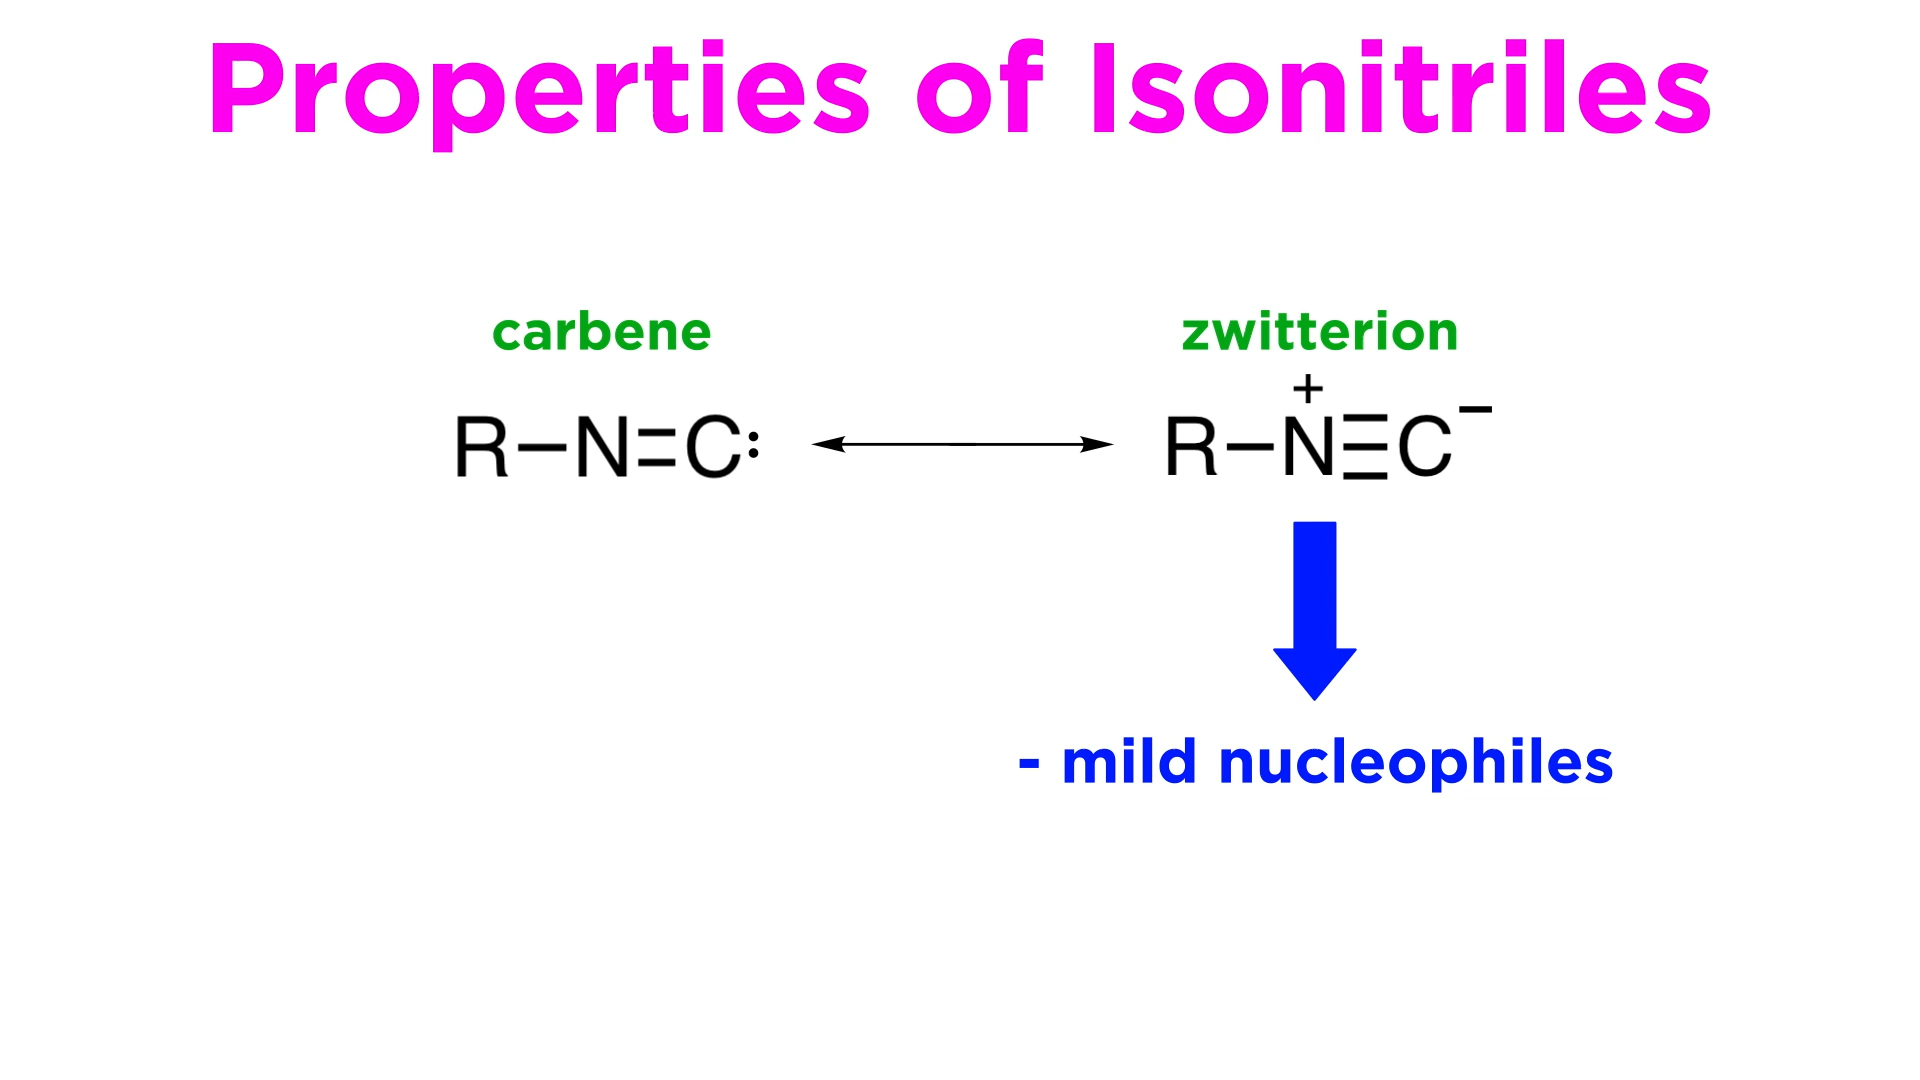 Properties of Isonitriles
carbene
zwitterion
R–N=C: ⟷ R–N⁺≡C⁻
- mild nucleophiles